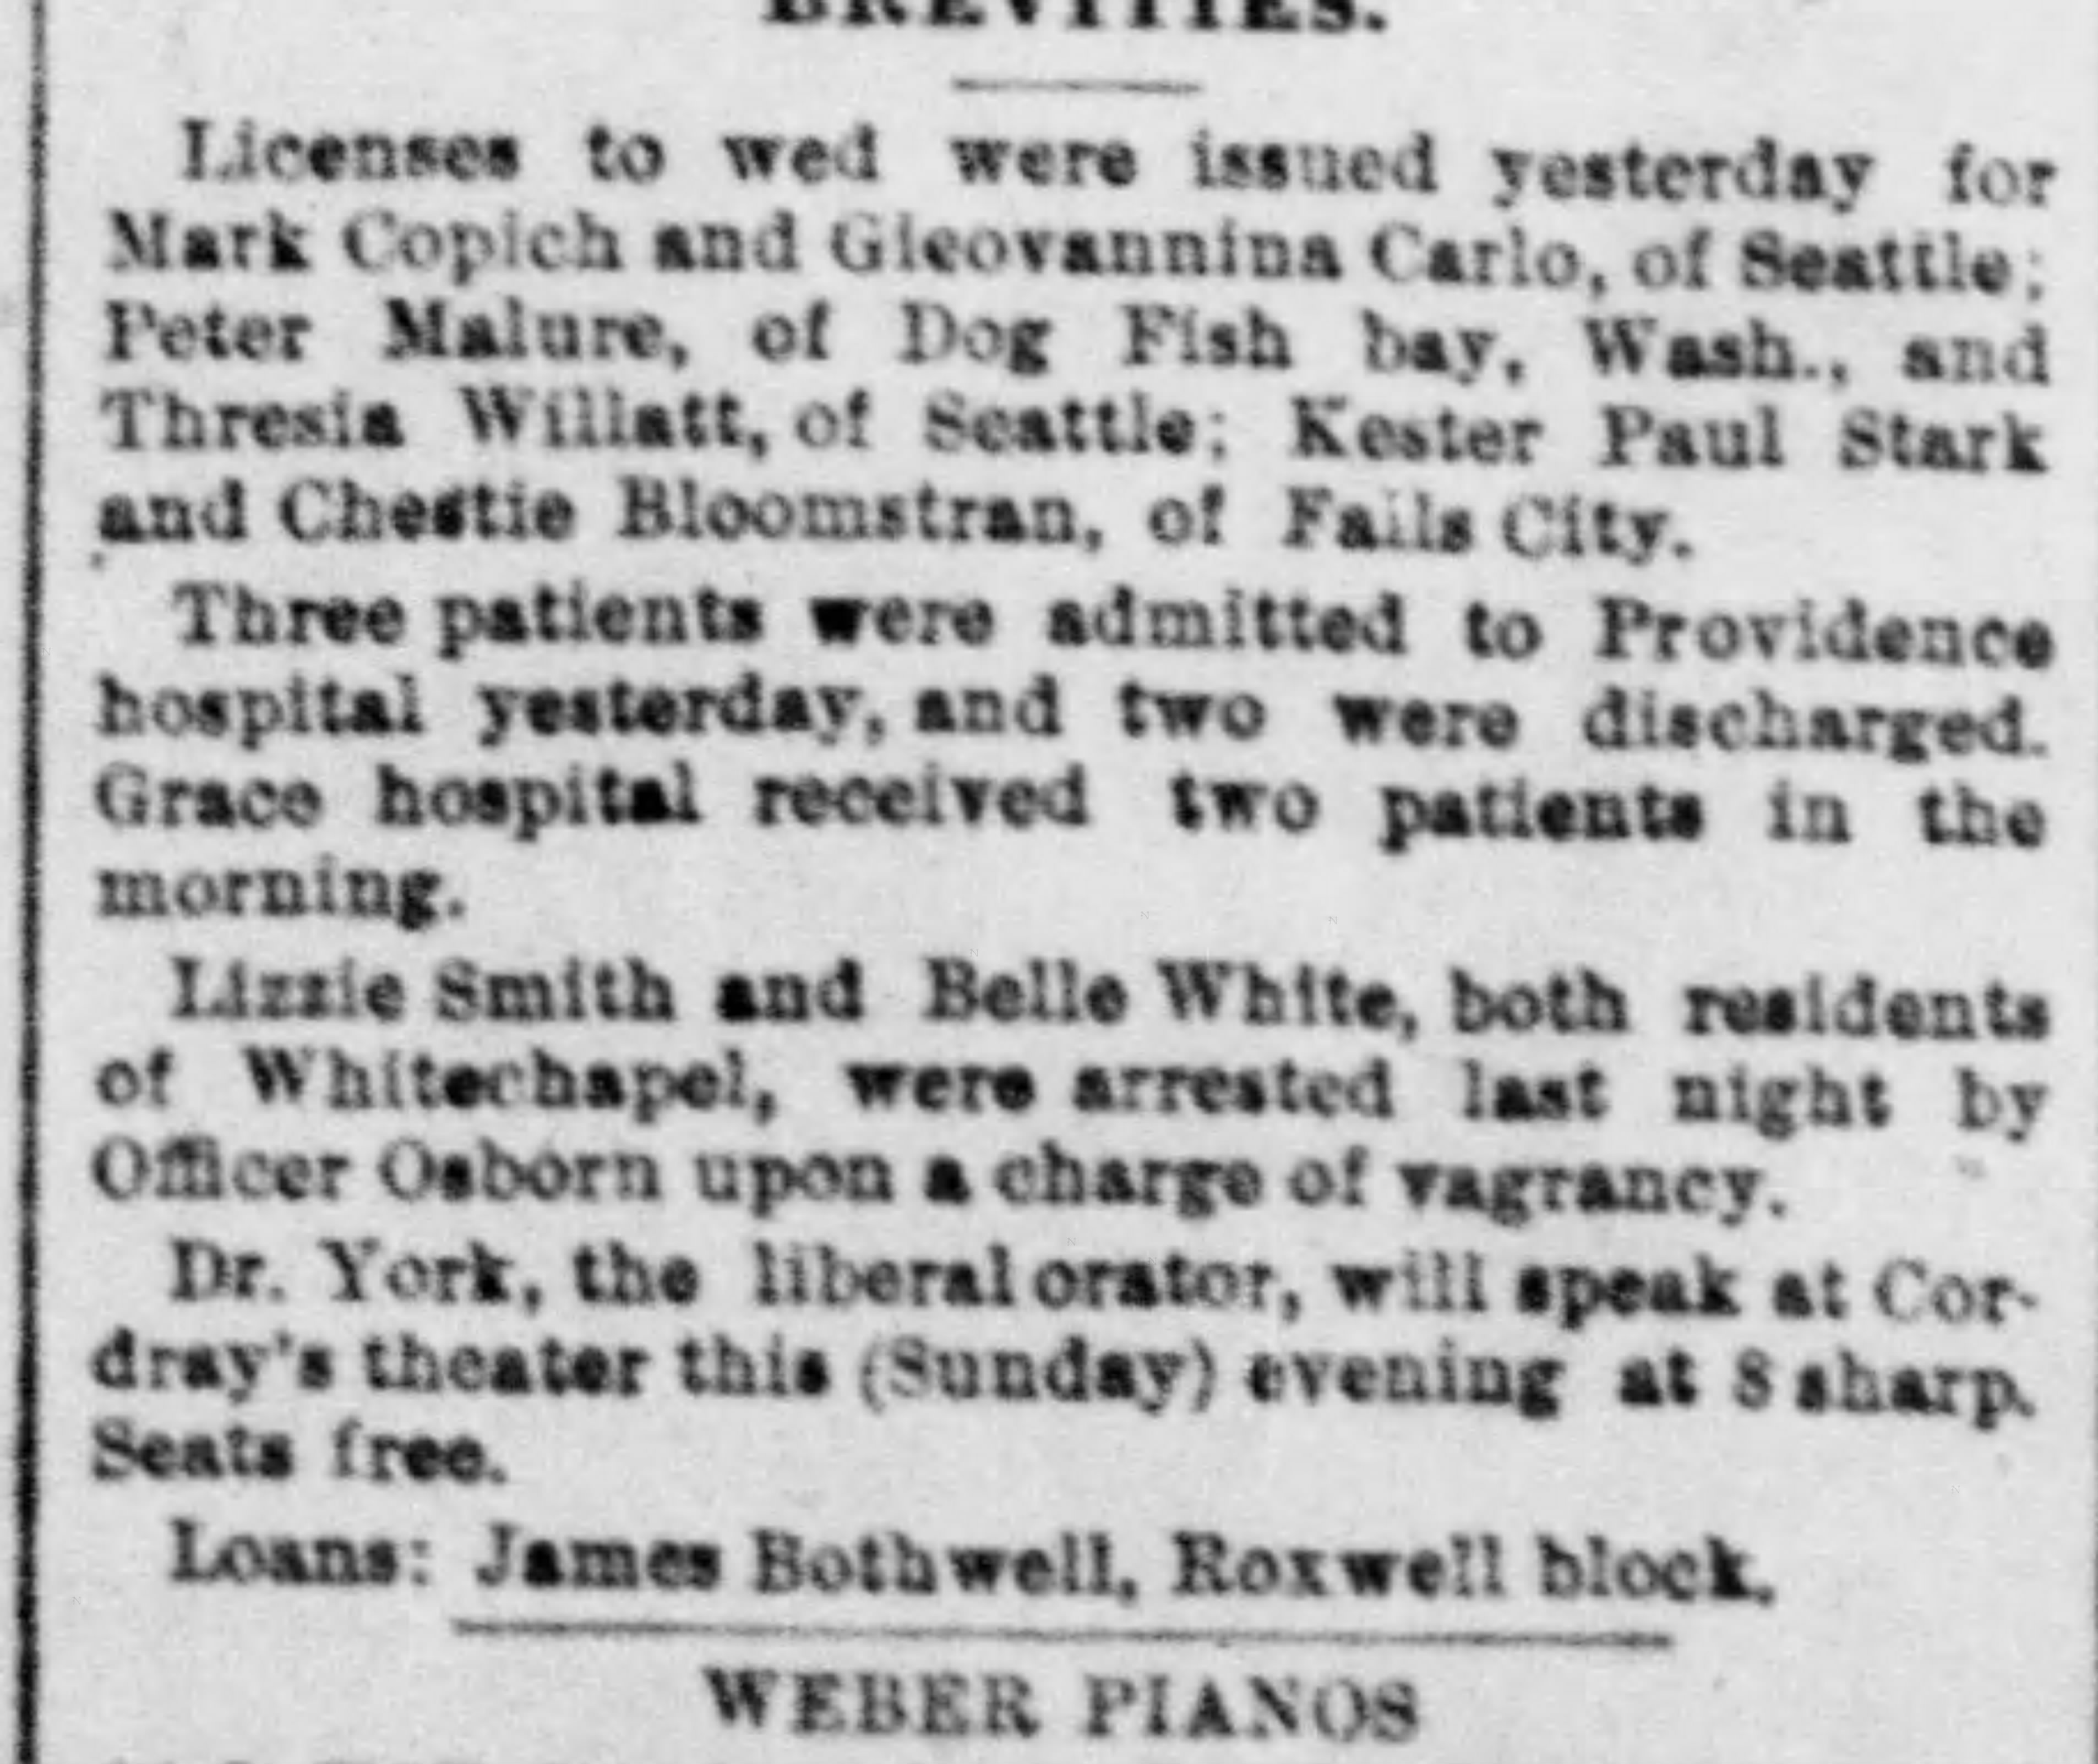 BREVITIES.
Licenses to wed were issued yesterday for
Mark Copich and Gieovannina Carlo, of Seattle;
Peter Malure, of Dog Fish bay, Wash., and
Thresia Willatt, of Seattle; Kester Paul Stark
and Chestie Bloomstran, of Falls City.
Three patients were admitted to Providence
hospital yesterday, and two were discharged.
Grace hospital received two patients in the
morning.
Lizzie Smith and Belle White, both residents
of Whitechapel, were arrested last night by
Officer Osborn upon a charge of vagrancy.
Dr. York, the liberal orator, will speak at Cor-
dray's theater this (Sunday) evening at 8 sharp.
Seats free.
Loans: James Bothwell, Roxwell block.
WEBER PIANOS